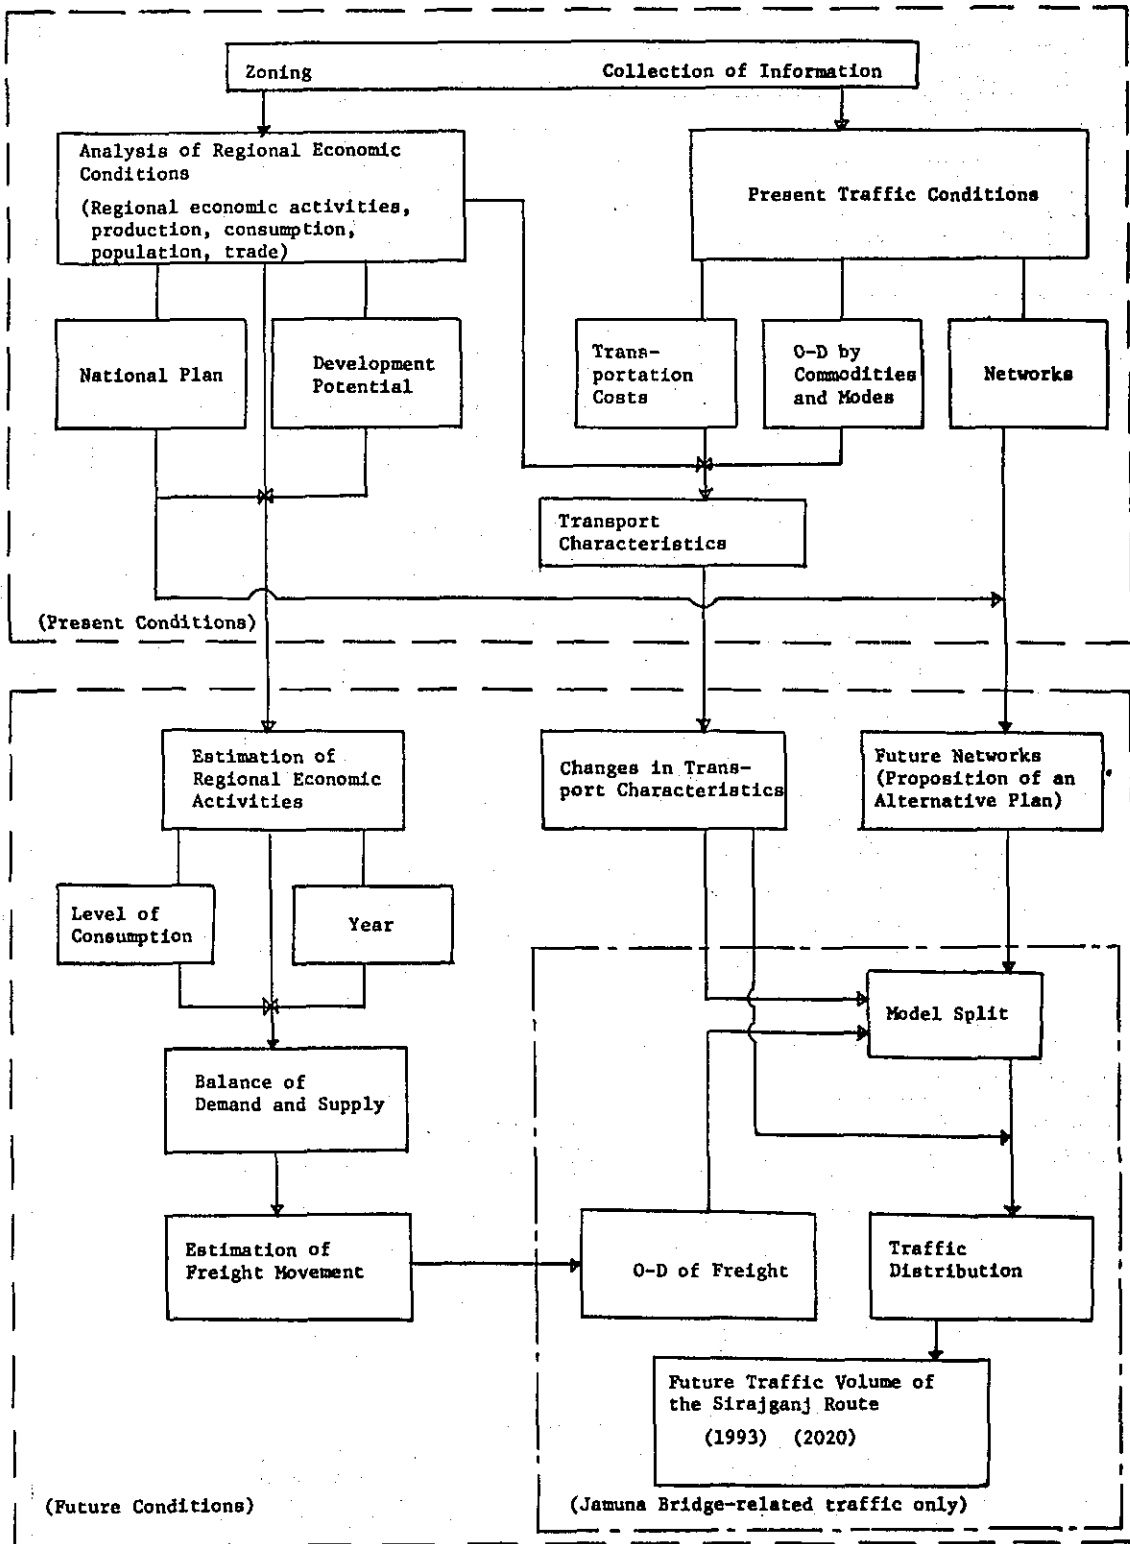 Zoning
Collection of Information
Analysis of Regional Economic
Conditions
(Regional economic activities,
production, consumption,
population, trade)
Present Traffic Conditions
National Plan
Development
Potential
Trans-
portation
Costs
O-D by
Commodities
and Modes
Networks
Transport
Characteristics
(Present Conditions)
Estimation of
Regional Economic
Activities
Changes in Trans-
port Characteristics
Future Networks
(Proposition of an
Alternative Plan)
Level of
Consumption
Year
Model Split
Balance of
Demand and Supply
Estimation of
Freight Movement
O-D of Freight
Traffic
Distribution
Future Traffic Volume of
the Sirajganj Route
(1993) (2020)
(Future Conditions)
(Jamuna Bridge-related traffic only)